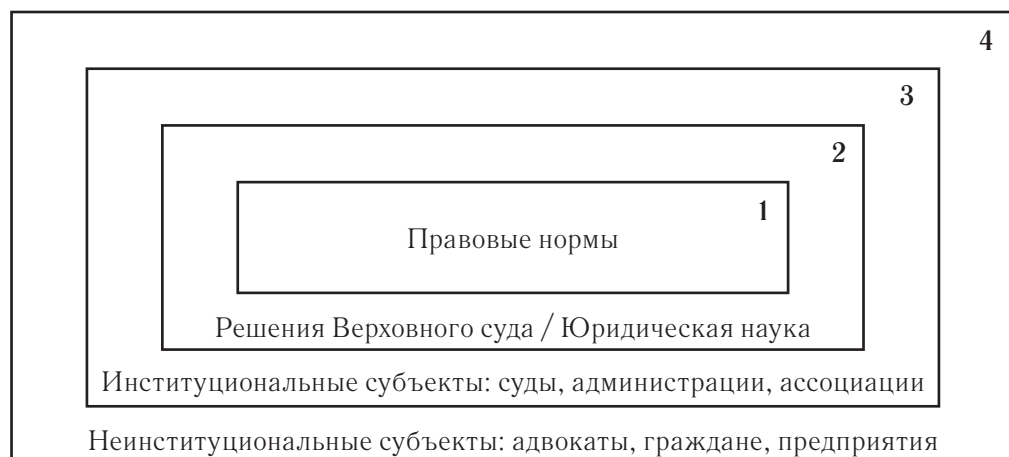 4
3
2
1
Правовые нормы
Решения Верховного суда / Юридическая наука
Институциональные субъекты: суды, администрации, ассоциации
Неинституциональные субъекты: адвокаты, граждане, предприятия